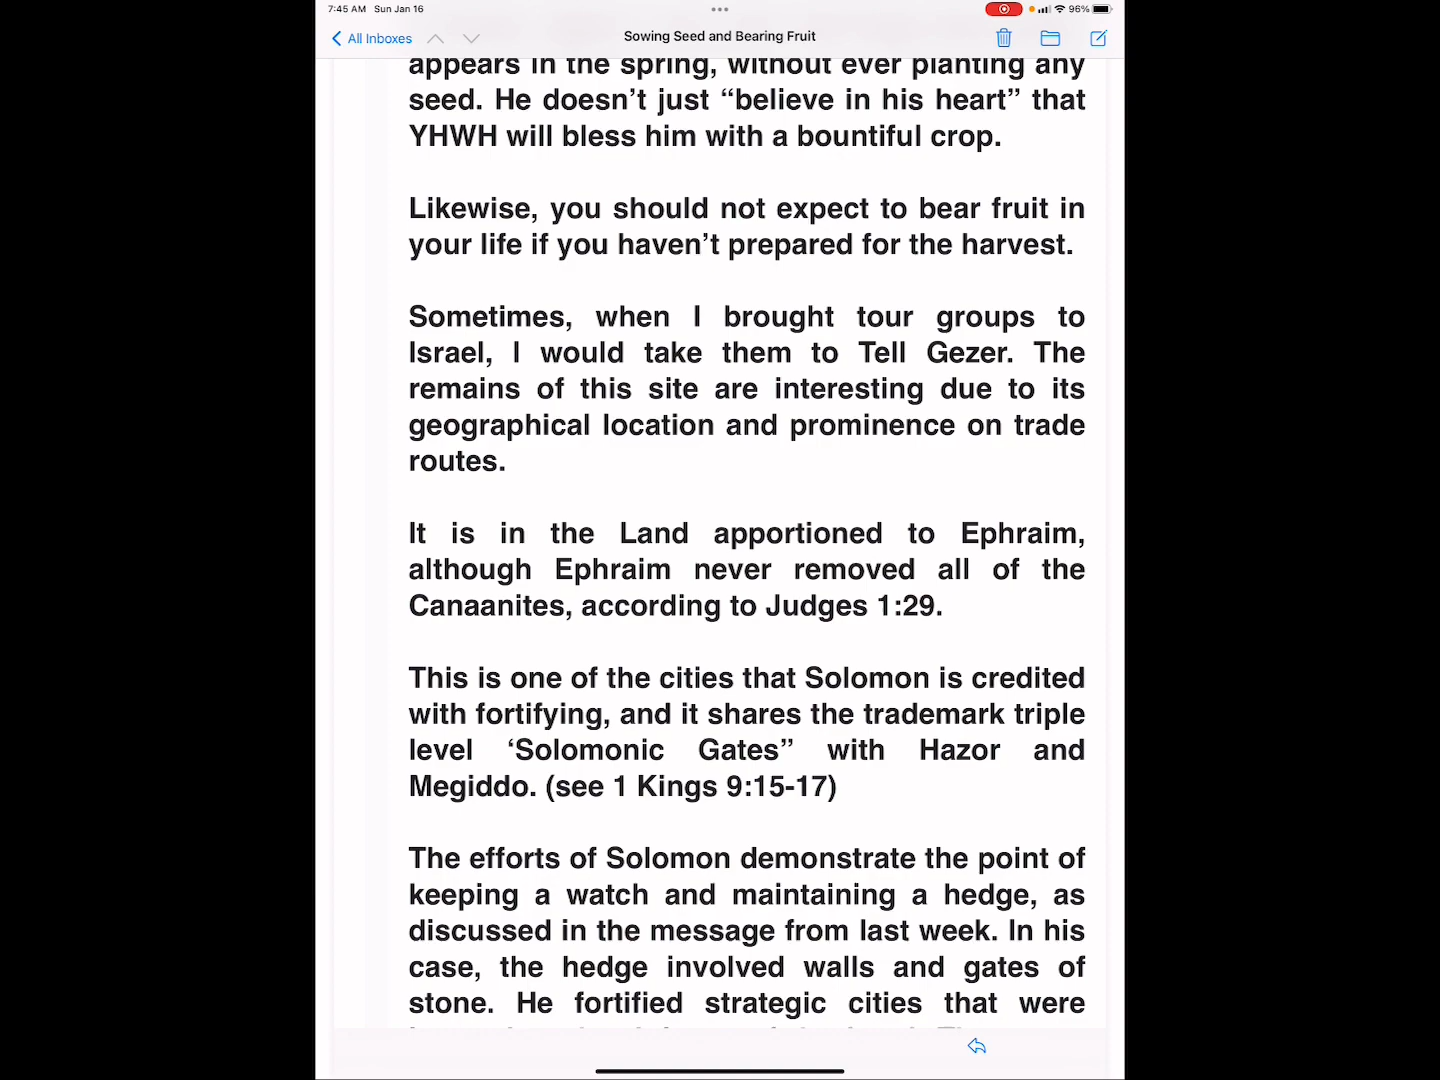 7:45 AM Sun Jan 16
96%
All Inboxes
Sowing Seed and Bearing Fruit
appears in the spring, without ever planting any
seed. He doesn’t just “believe in his heart” that
YHWH will bless him with a bountiful crop.
Likewise, you should not expect to bear fruit in
your life if you haven’t prepared for the harvest.
Sometimes, when I brought tour groups to
Israel, I would take them to Tell Gezer. The
remains of this site are interesting due to its
geographical location and prominence on trade
routes.
It is in the Land apportioned to Ephraim,
although Ephraim never removed all of the
Canaanites, according to Judges 1:29.
This is one of the cities that Solomon is credited
with fortifying, and it shares the trademark triple
level ‘Solomonic Gates” with Hazor and
Megiddo. (see 1 Kings 9:15-17)
The efforts of Solomon demonstrate the point of
keeping a watch and maintaining a hedge, as
discussed in the message from last week. In his
case, the hedge involved walls and gates of
stone. He fortified strategic cities that were